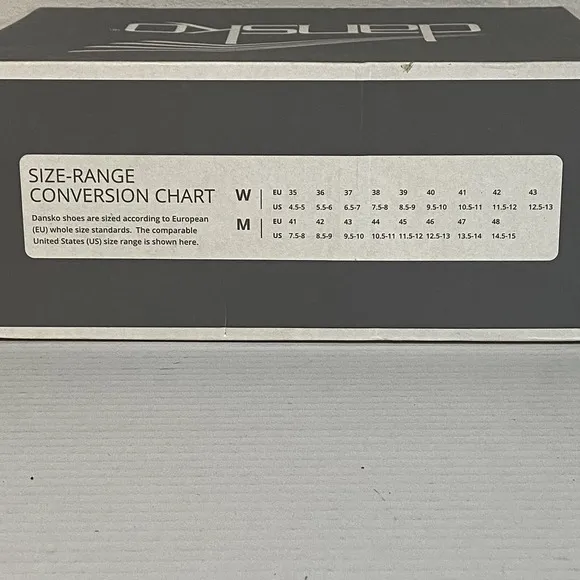 dansko
SIZE-RANGE
CONVERSION CHART
Dansko shoes are sized according to European
(EU) whole size standards. The comparable
United States (US) size range is shown here.
W EU 35 36 37 38 39 40 41 42 43
US 4.5-5 5.5-6 6.5-7 7.5-8 8.5-9 9.5-10 10.5-11 11.5-12 12.5-13
M EU 41 42 43 44 45 46 47 48
US 7.5-8 8.5-9 9.5-10 10.5-11 11.5-12 12.5-13 13.5-14 14.5-15